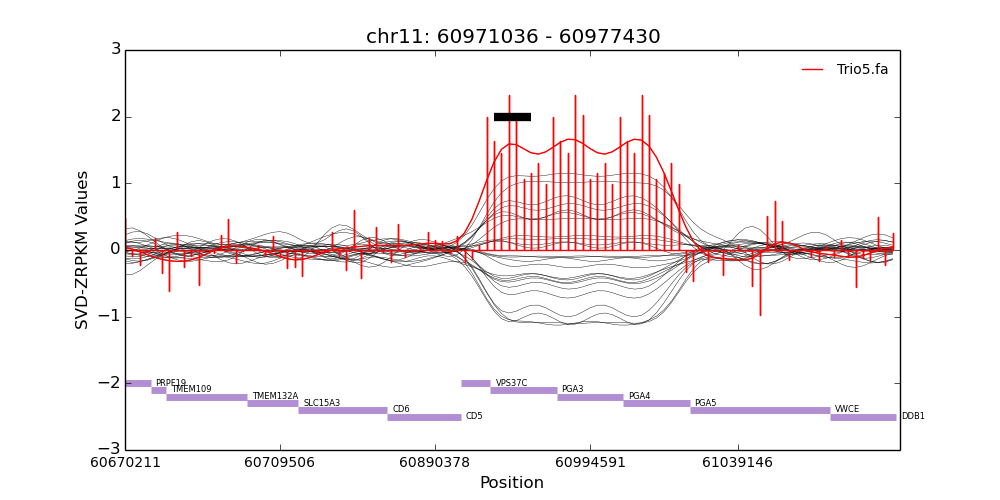 chr11: 60971036 - 60977430
Trio5.fa
3
2
1
0
−1
−2
−3
SVD-ZRPKM Values
PRPF19
TMEM109
TMEM132A
SLC15A3
CD6
CD5
VPS37C
PGA3
PGA4
PGA5
VWCE
DDB1
60670211 60709506 60890378 60994591 61039146
Position